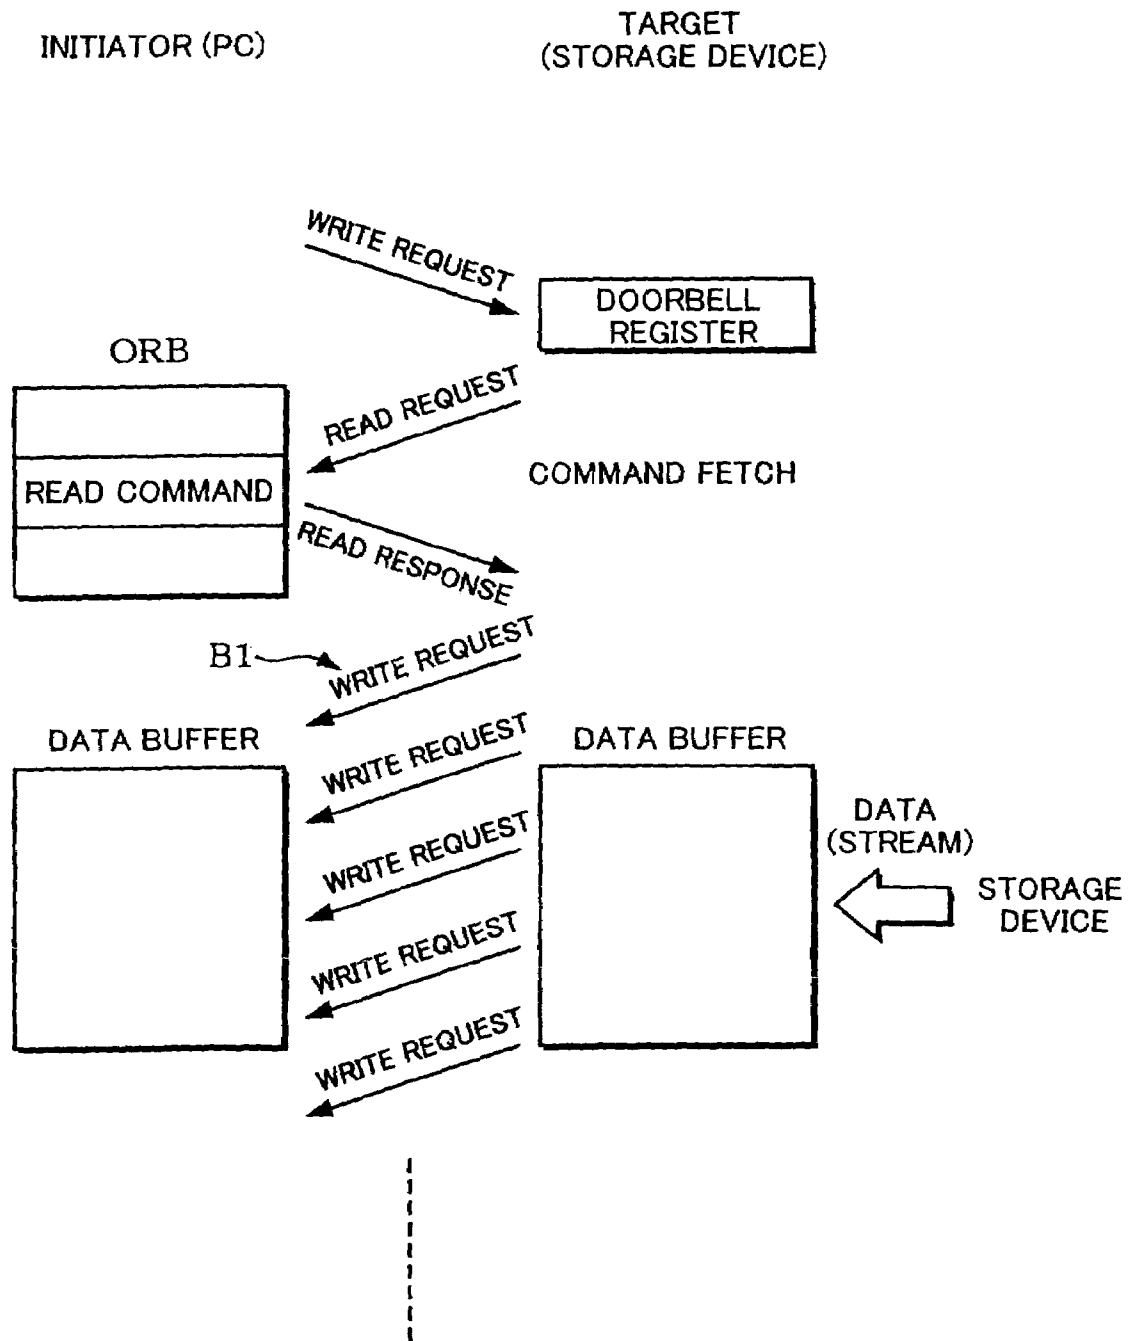 INITIATOR (PC)
TARGET
(STORAGE DEVICE)
WRITE REQUEST
DOORBELL
REGISTER
ORB
READ REQUEST
READ COMMAND
COMMAND FETCH
READ RESPONSE
B1
WRITE REQUEST
DATA BUFFER
WRITE REQUEST
DATA BUFFER
WRITE REQUEST
DATA
(STREAM)
STORAGE
DEVICE
WRITE REQUEST
WRITE REQUEST